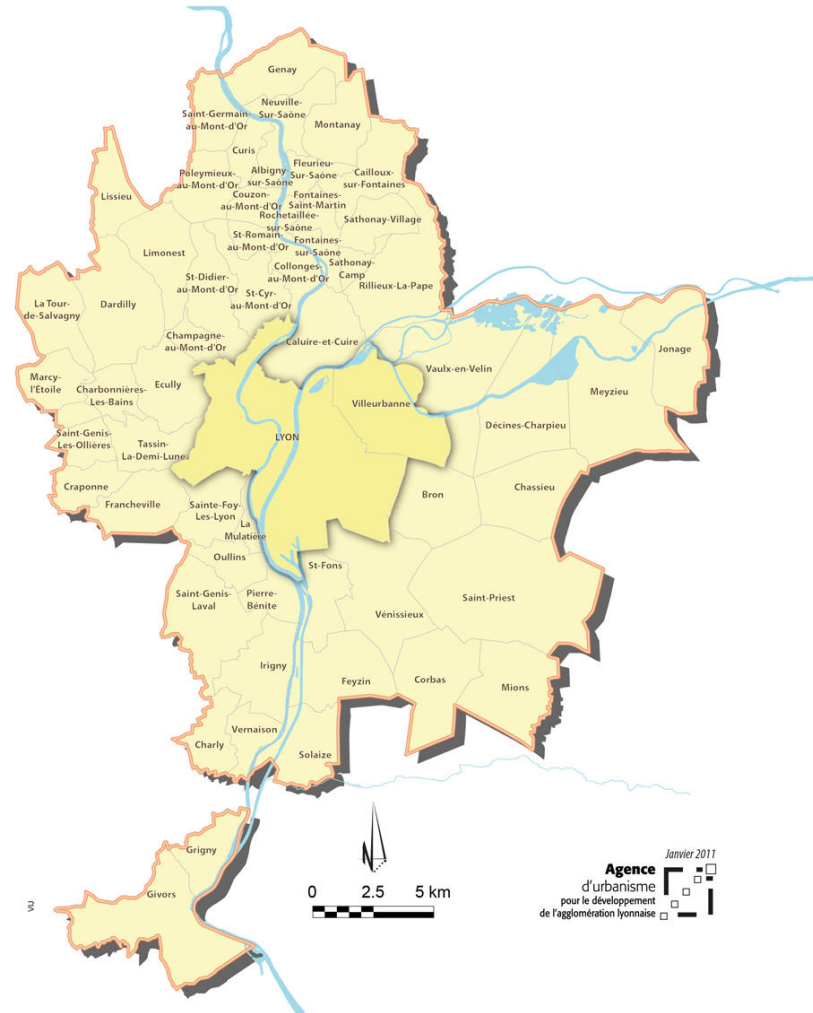 Genay
Neuville-
Sur-Saône
Saint-Germain-
au-Mont-d'Or
Montanay
Curis
Fleurieu-
Sur-Saône
Albigny
-sur-Saône
Poleymieux-
au-Mont-d'Or
Cailloux-
sur-Fontaines
Lissieu
Couzon-
au-Mont-d'Or
Fontaines-
Saint-Martin
Rochetaillée-
sur-Saône
Sathonay-Village
St-Romain-
au-Mont-d'Or
Fontaines-
sur-Saône
Limonest
Collonges-
au-Mont-d'Or
Sathonay-
Camp
St-Didier-
au-Mont-d'Or
Rillieux-La-Pape
St-Cyr-
au-Mont-d'Or
La Tour-
de-Salvagny
Dardilly
Champagne-
au-Mont-d'Or
Caluire-et-Cuire
Jonage
Vaulx-en-Velin
Marcy-
l'Etoile
Charbonnières-
Les-Bains
Ecully
Meyzieu
Villeurbanne
Décines-Charpieu
Saint-Genis-
Les-Ollières
LYON
Tassin-
La-Demi-Lune
Craponne
Chassieu
Bron
Francheville
Sainte-Foy-
Les-Lyon
La
Mulatière
Oullins
St-Fons
Saint-Genis-
Laval
Pierre-
Bénite
Saint-Priest
Vénissieux
Irigny
Feyzin
Corbas
Mions
Vernaison
Charly
Solaize
Grigny
Givors
N
0 2.5 5 km
VU
Janvier 2011
Agence
d'urbanisme
pour le développement
de l'agglomération lyonnaise